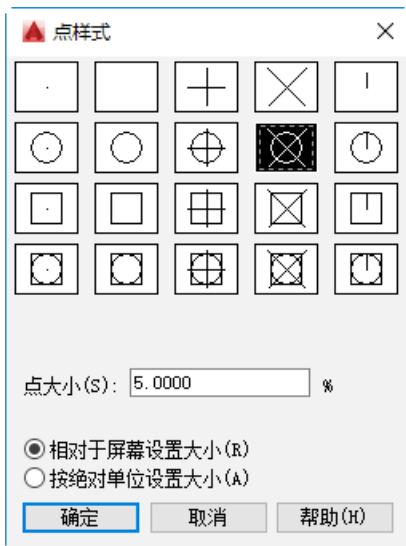 点样式
点大小(S): 5.0000 %
相对于屏幕设置大小(R)
按绝对单位设置大小(A)
确定 取消 帮助(H)